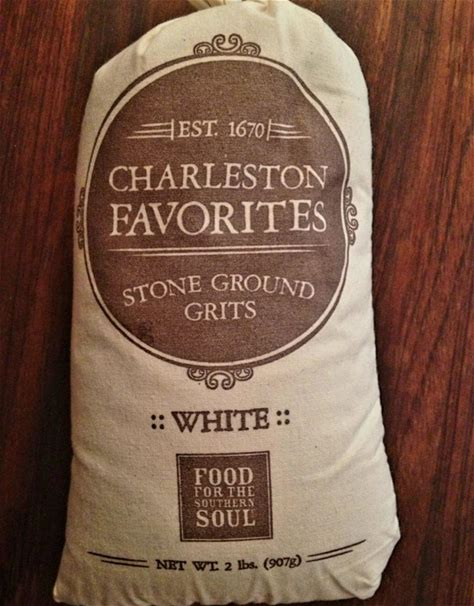 EST. 1670
CHARLESTON
FAVORITES
STONE GROUND
GRITS
:: WHITE ::
FOOD
FOR THE
SOUTHERN
SOUL
NET WT. 2 lbs. (907g)